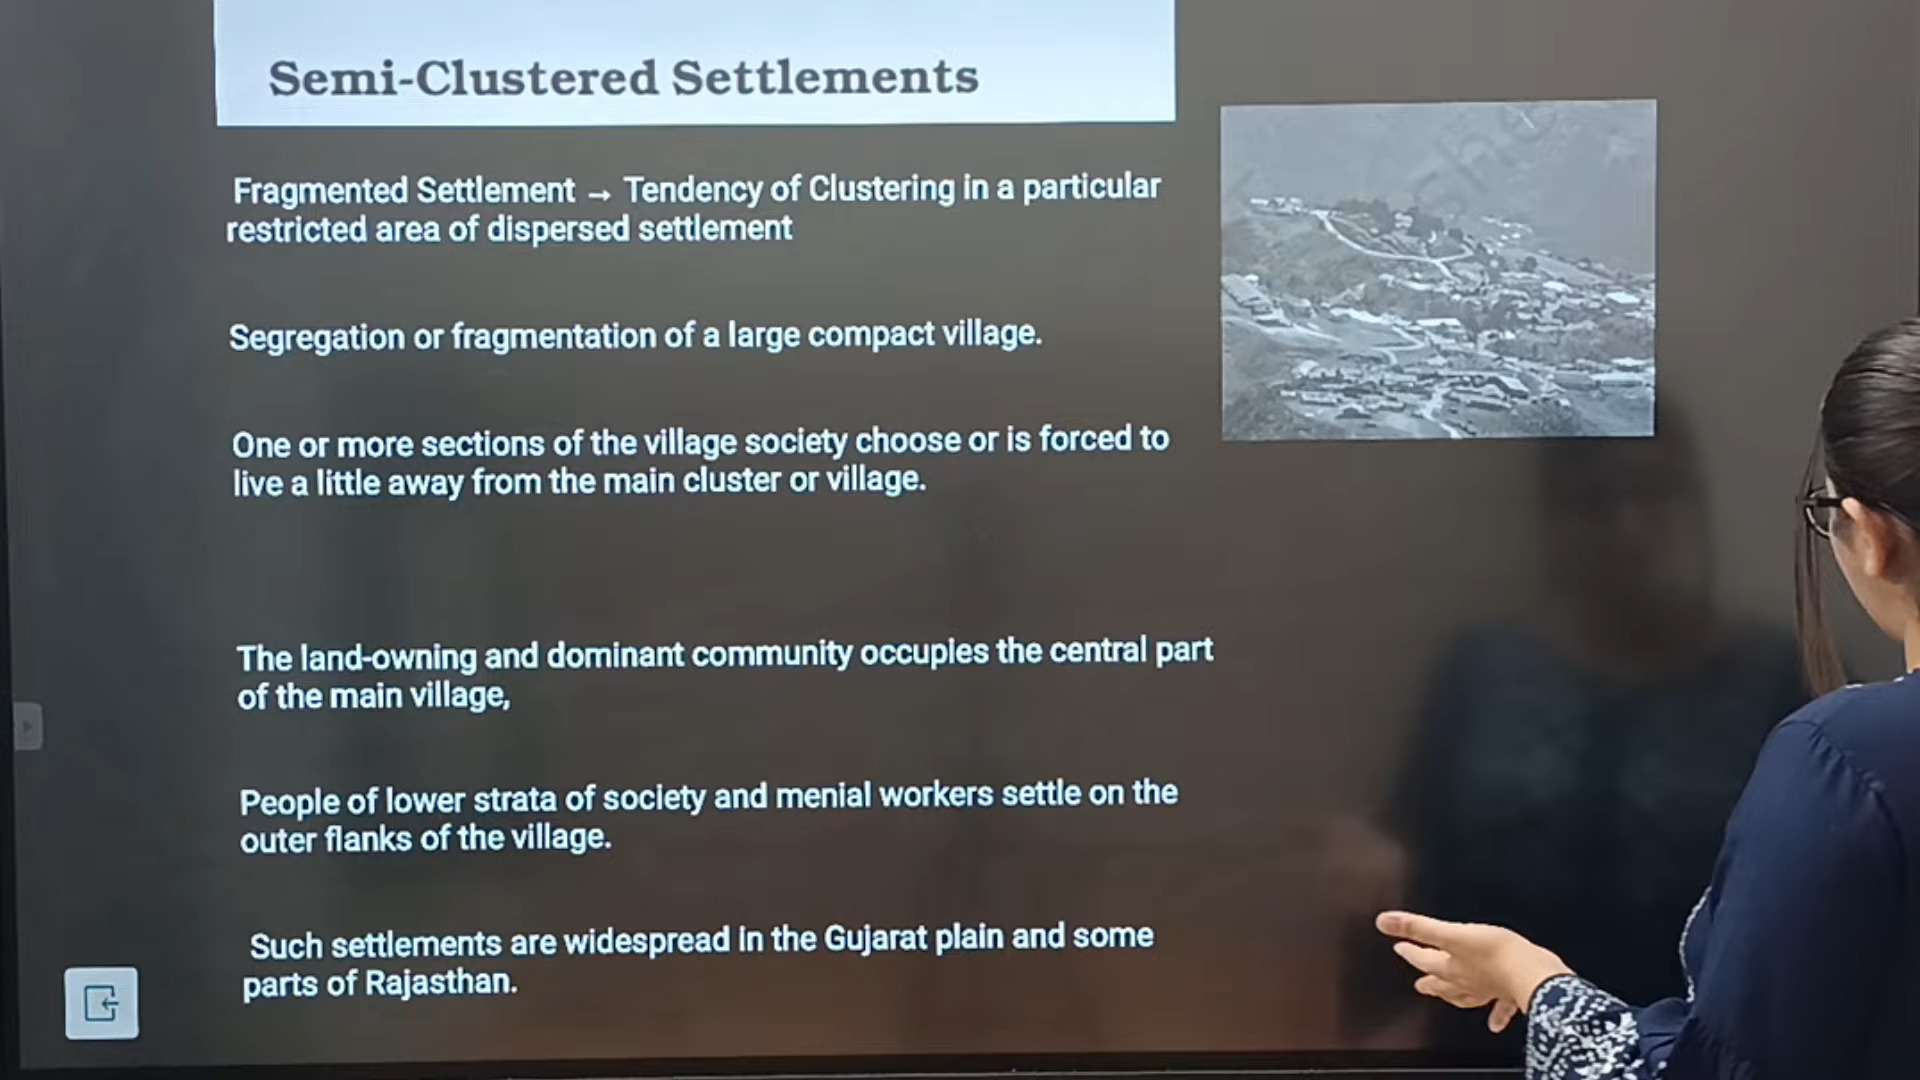 Semi-Clustered Settlements
Fragmented Settlement → Tendency of Clustering in a particular
restricted area of dispersed settlement
Segregation or fragmentation of a large compact village.
One or more sections of the village society choose or is forced to
live a little away from the main cluster or village.
The land-owning and dominant community occupies the central part
of the main village,
People of lower strata of society and menial workers settle on the
outer flanks of the village.
Such settlements are widespread in the Gujarat plain and some
parts of Rajasthan.